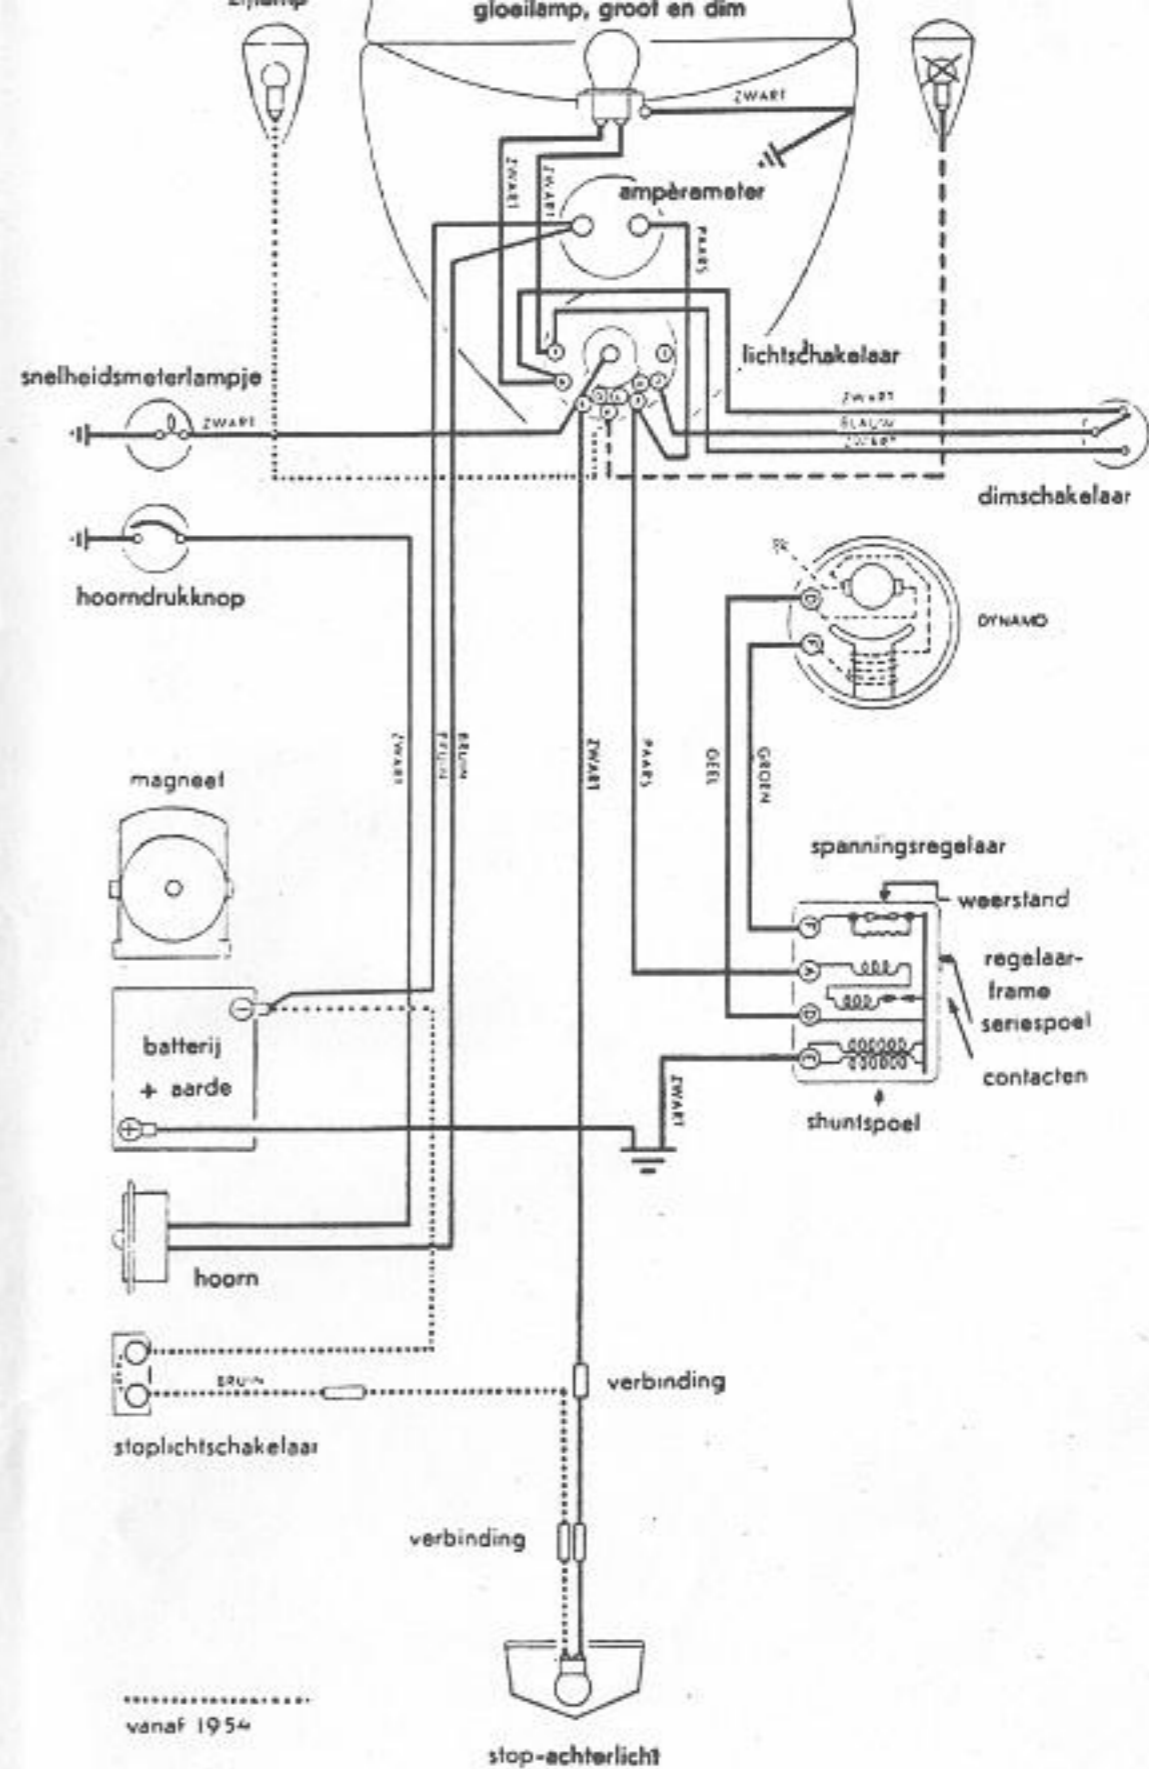 gloeilamp, groot en dim
ZWART
ZWART
ZWART
ampèremeter
PAARS
lichtschakelaar
snelheidsmeterlampje
ZWART
ZWART
BLAUW
ZWART
dimschakelaar
hoorndrukknop
DYNAMO
ZWART
BRUIN
BRUIN
ZWART
PAARS
GEEL
GROEN
magneet
spanningsregelaar
weerstand
F
regelaar-
frame
A
seriespoel
D
contacten
E
shuntspoel
batterij
+ aarde
ZWART
hoorn
BRUIN
verbinding
stoplichtschakelaar
verbinding
vanaf 1954
stop-achterlicht